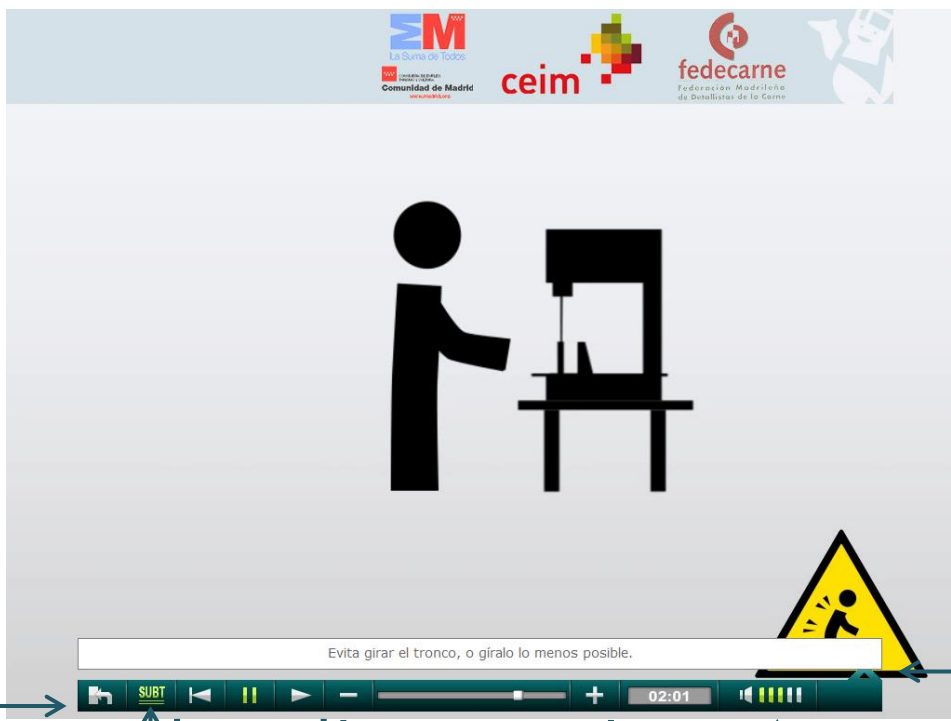 La Suma de Todos
Comunidad de Madrid
www.madrid.org
ceim
fedecarne
Federación Madrileña
de Detallistas de la Carne
Evita girar el tronco, o gíralo lo menos posible.
SUBT
02:01